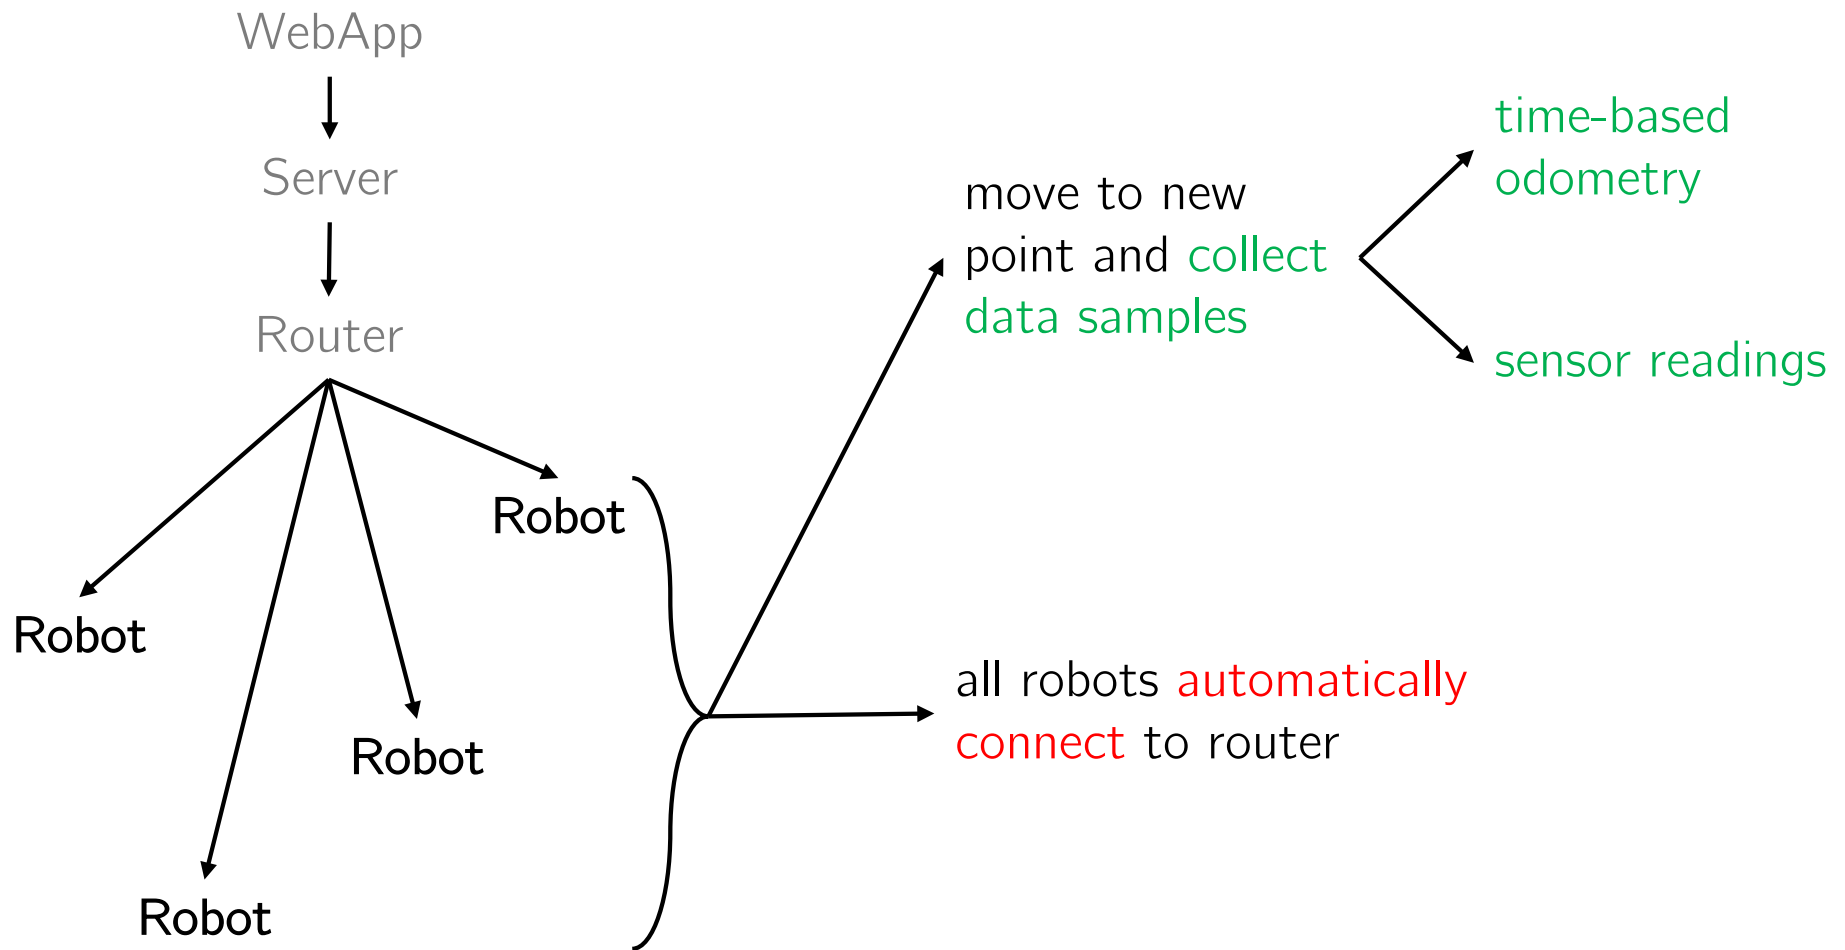 WebApp
Server
Router
Robot
Robot
Robot
Robot
move to new
point and collect
data samples
time-based
odometry
sensor readings
all robots automatically
connect to router